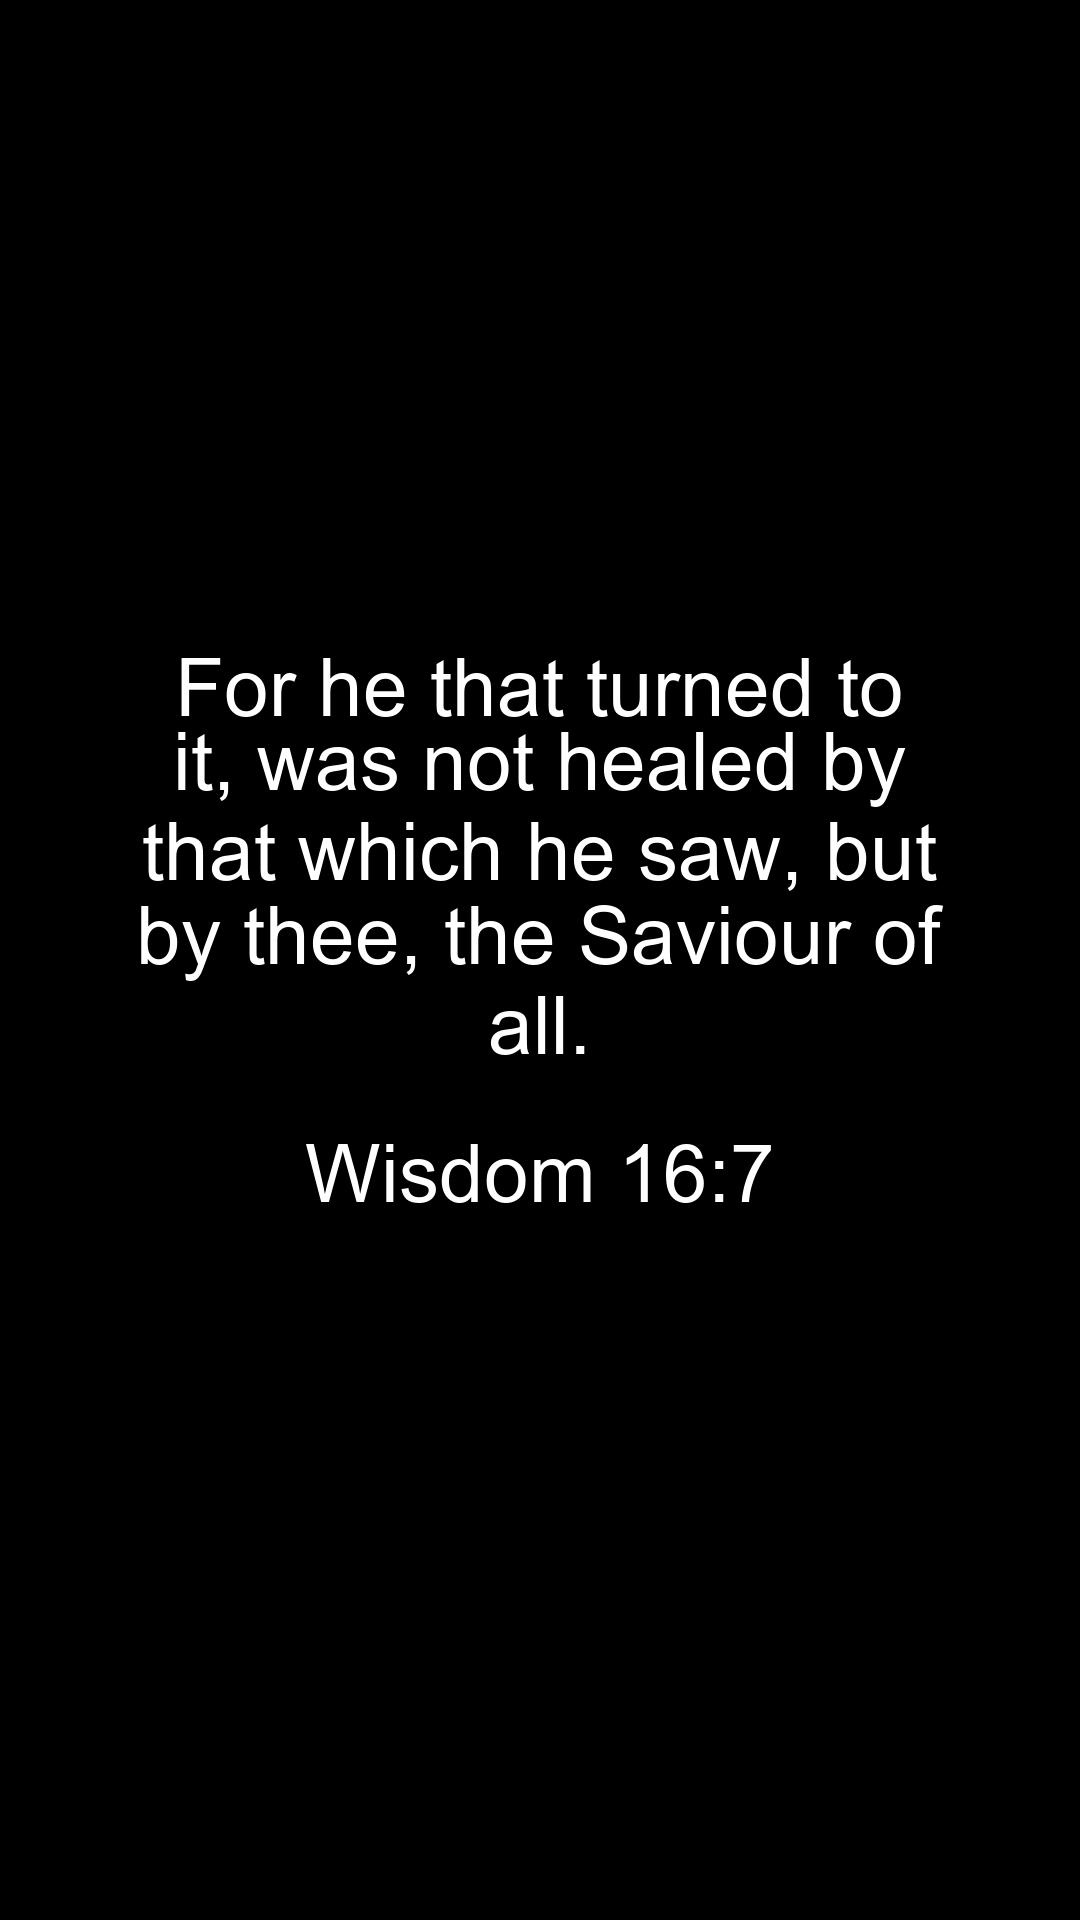 For he that turned to
it, was not healed by
that which he saw, but
by thee, the Saviour of
all.
Wisdom 16:7